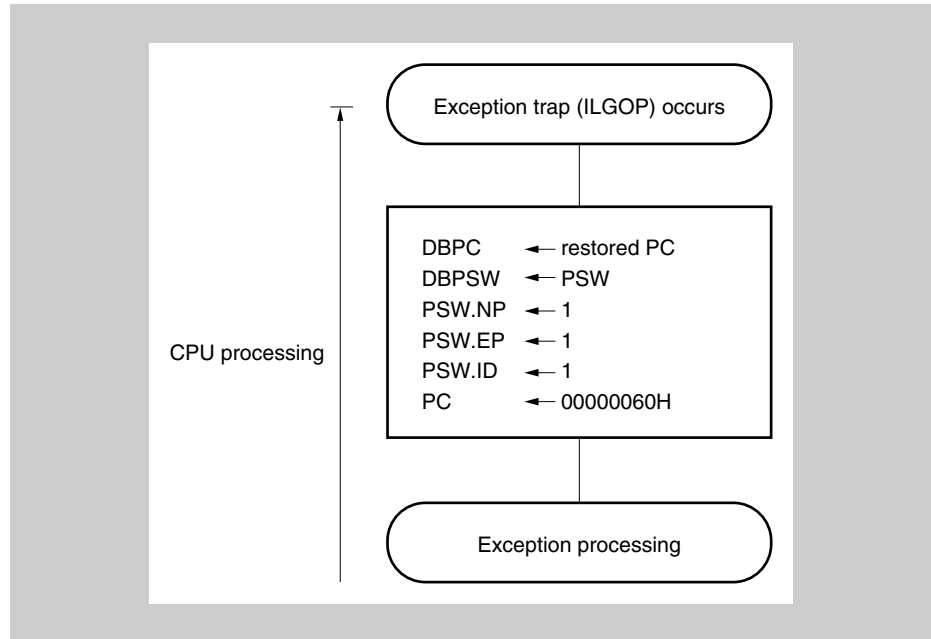 Exception trap (ILGOP) occurs
CPU processing
DBPC ← restored PC
DBPSW ← PSW
PSW.NP ← 1
PSW.EP ← 1
PSW.ID ← 1
PC ← 00000060H
Exception processing